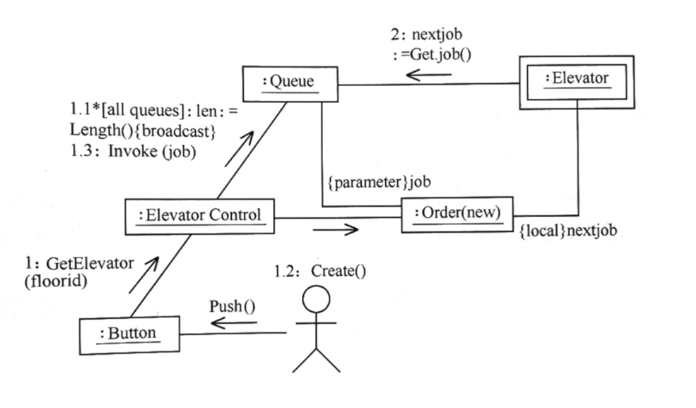 2: nextjob
:=Get.job()
:Queue
:Elevator
1.1*[all queues]: len: =
Length(){broadcast}
1.3: Invoke (job)
{parameter}job
:Elevator Control
:Order(new)
{local}nextjob
1: GetElevator
(floorid)
1.2: Create()
Push()
:Button